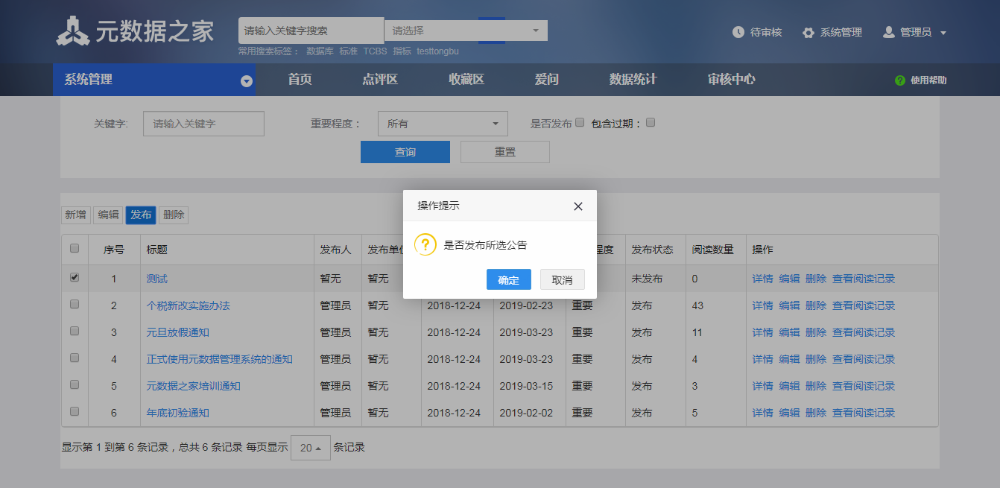 元数据之家 请输入关键字搜索 请选择 待审核 系统管理 管理员
常用搜索标签： 数据库 标准 TCBS 指标 testtongbu
系统管理 首页 点评区 收藏区 爱问 数据统计 审核中心 使用帮助
关键字: 请输入关键字 重要程度： 所有 是否发布 包含过期：
查询 重置
操作提示
是否发布所选公告
确定 取消
新增 编辑 发布 删除
序号 标题 发布人 发布单位 程度 发布状态 阅读数量 操作
1 测试 暂无 暂无 未发布 0 详情 编辑 删除 查看阅读记录
2 个税新改实施办法 管理员 暂无 2018-12-24 2019-02-23 重要 发布 43 详情 编辑 删除 查看阅读记录
3 元旦放假通知 管理员 暂无 2018-12-24 2019-03-23 重要 发布 11 详情 编辑 删除 查看阅读记录
4 正式使用元数据管理系统的通知 管理员 暂无 2018-12-24 2019-03-23 重要 发布 4 详情 编辑 删除 查看阅读记录
5 元数据之家培训通知 管理员 暂无 2018-12-24 2019-03-15 重要 发布 3 详情 编辑 删除 查看阅读记录
6 年底初验通知 管理员 暂无 2018-12-24 2019-02-02 重要 发布 5 详情 编辑 删除 查看阅读记录
显示第 1 到第 6 条记录，总共 6 条记录 每页显示 20 条记录